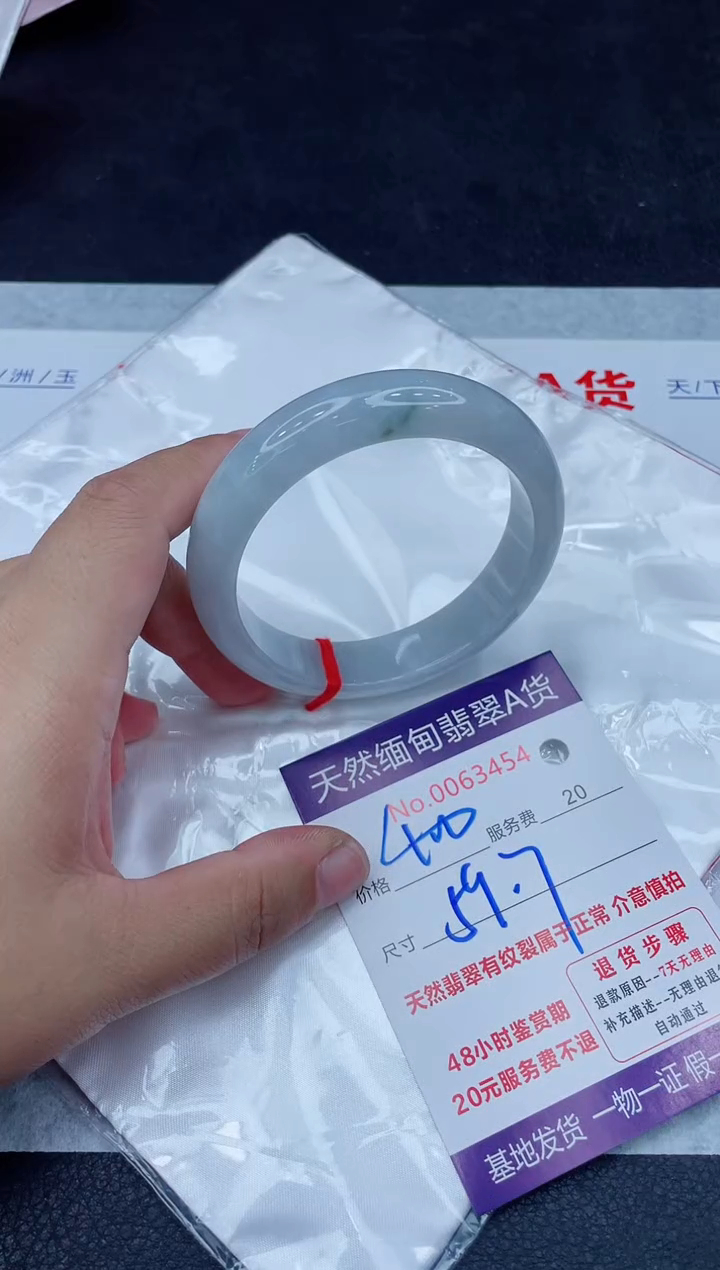 /洲/玉
A货
天/下
天然缅甸翡翠A货
No.0063454
价格 400 服务费 20
尺寸 59.7
天然翡翠有纹裂属于正常 介意慎拍
退货步骤
退款原因--7天无理由
补充描述--无理由退
自动通过
48小时鉴赏期
20元服务费不退
基地发货 一物一证 假一